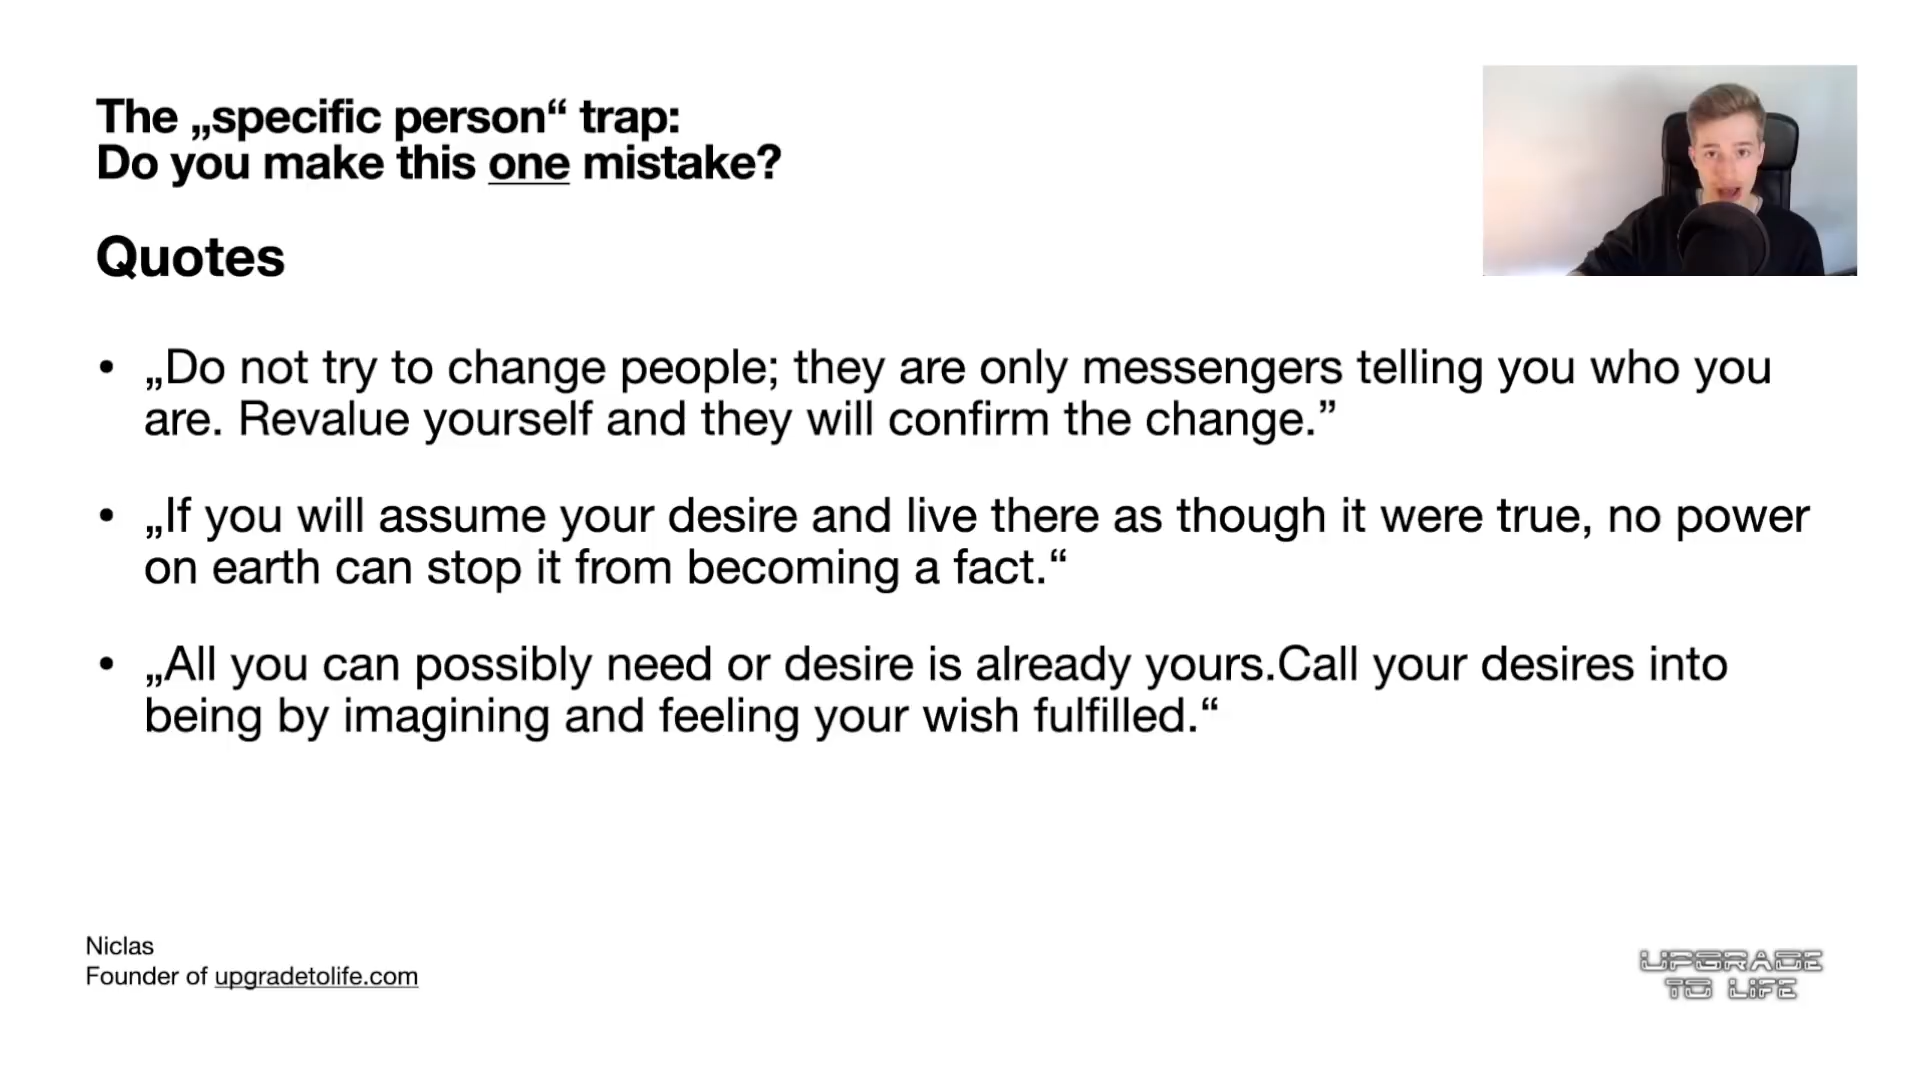 The „specific person“ trap:
Do you make this one mistake?
Quotes
• „Do not try to change people; they are only messengers telling you who you
are. Revalue yourself and they will confirm the change.”
• „If you will assume your desire and live there as though it were true, no power
on earth can stop it from becoming a fact.“
• „All you can possibly need or desire is already yours.Call your desires into
being by imagining and feeling your wish fulfilled.“
Niclas
Founder of upgradetolife.com
UPGRADE
TO LIFE